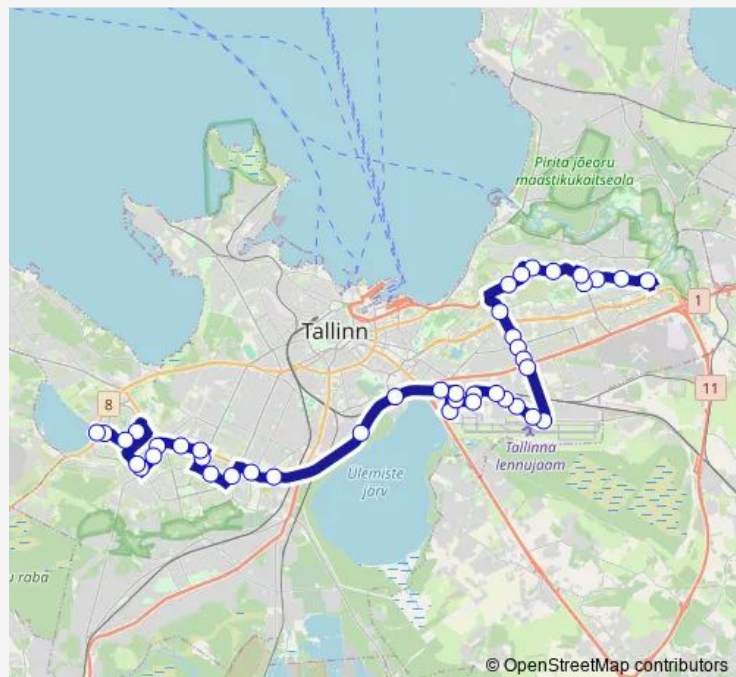 Pirita jõeoru
maastikukaitseala
1
Tallinn
11
8
Tallinna
lennujaam
Ülemiste
järv
u raba
© OpenStreetMap contributors